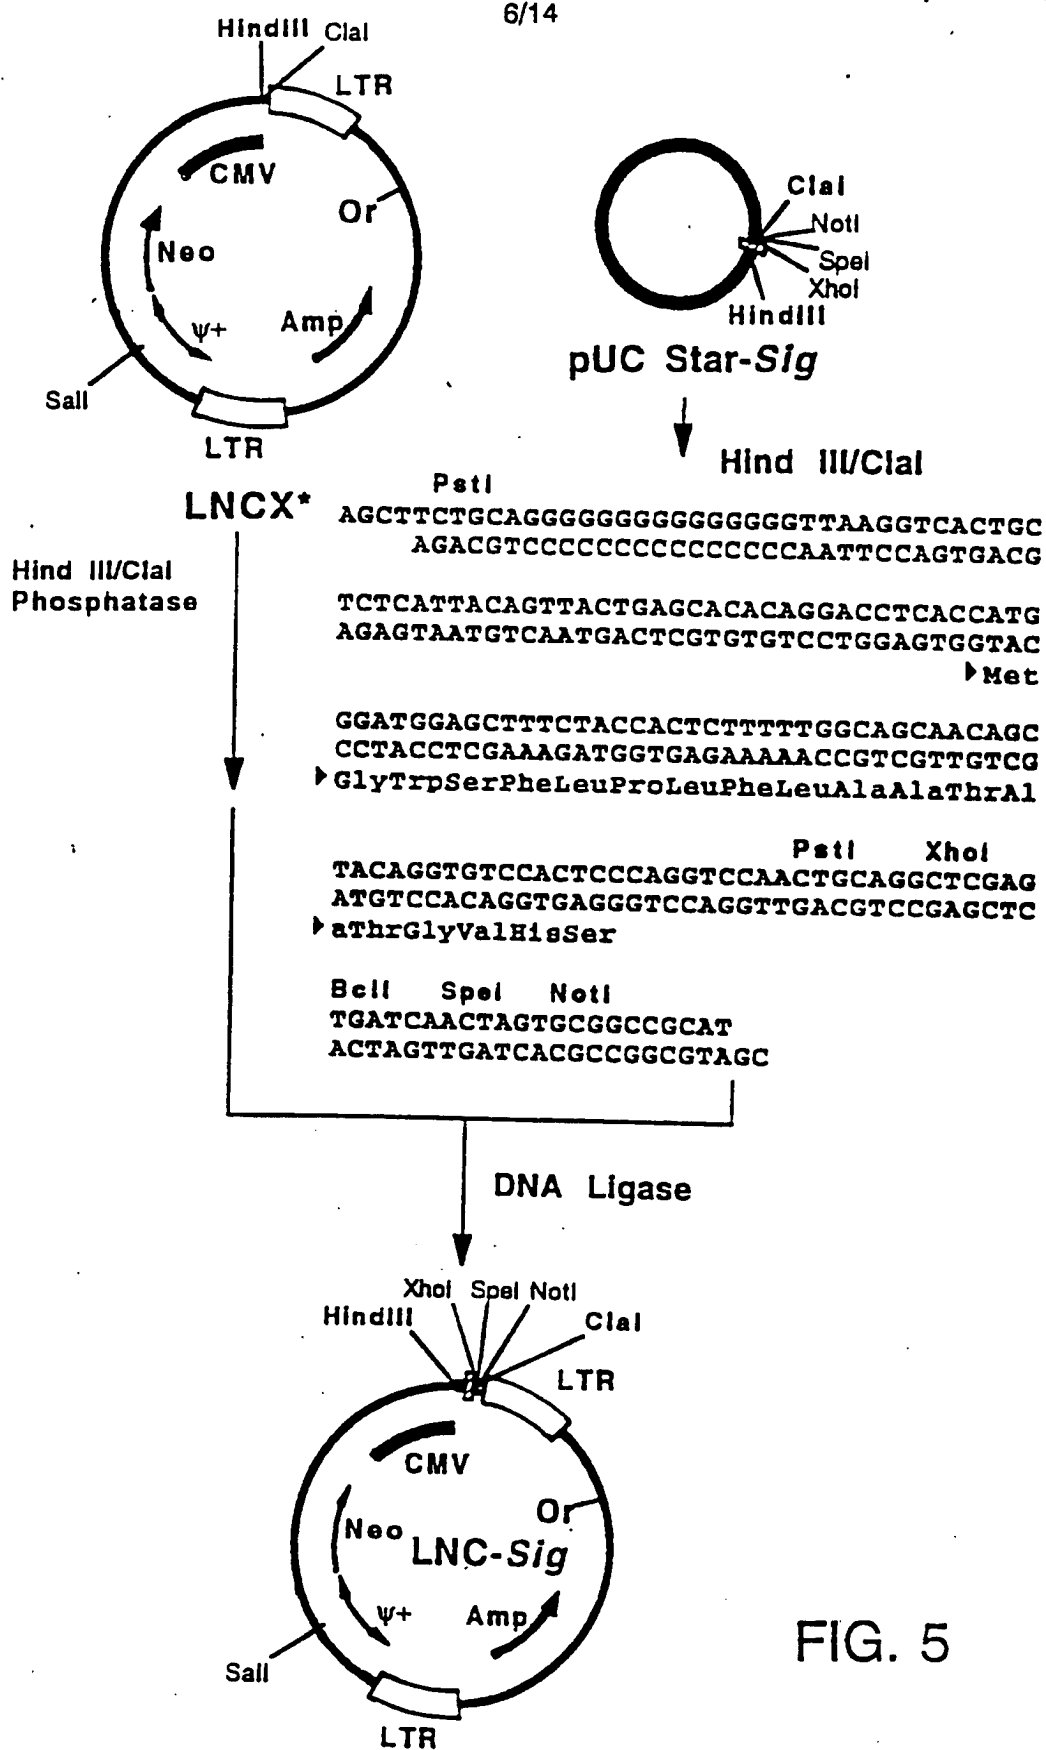 6/14
HindIII ClaI
LTR
CMV
Or
Neo
Amp
ψ+
SalI
LTR
LNCX*
ClaI
NotI
SpeI
XhoI
HindIII
pUC Star-Sig
Hind III/ClaI
Hind III/ClaI
Phosphatase
PstI
AGCTTCTGCAGGGGGGGGGGGGGGGTTAAGGTCACTGC
AGACGTCCCCCCCCCCCCCCCAATTCCAGTGACG
TCTCATTACAGTTACTGAGCACACAGGACCTCACCATG
AGAGTAATGTCAATGACTCGTGTGTCCTGGAGTGGTAC
Met
GGATGGAGCTTTCTACCACTCTTTTTGGCAGCAACAGC
CCTACCTCGAAAGATGGTGAGAAAAACCGTCGTTGTCG
GlyTrpSerPheLeuProLeuPheLeuAlaAlaThrAl
PstI XhoI
TACAGGTGTCCACTCCCAGGTCCAACTGCAGGCTCGAG
ATGTCCACAGGTGAGGGTCCAGGTTGACGTCCGAGCTC
aThrGlyValHisSer
BclI SpeI NotI
TGATCAACTAGTGCGGCCGCAT
ACTAGTTGATCACGCCGGCGTAGC
DNA Ligase
XhoI SpeI NotI
HindIII ClaI
LTR
CMV
Or
Neo
LNC-Sig
ψ+
Amp
SalI
LTR
FIG. 5